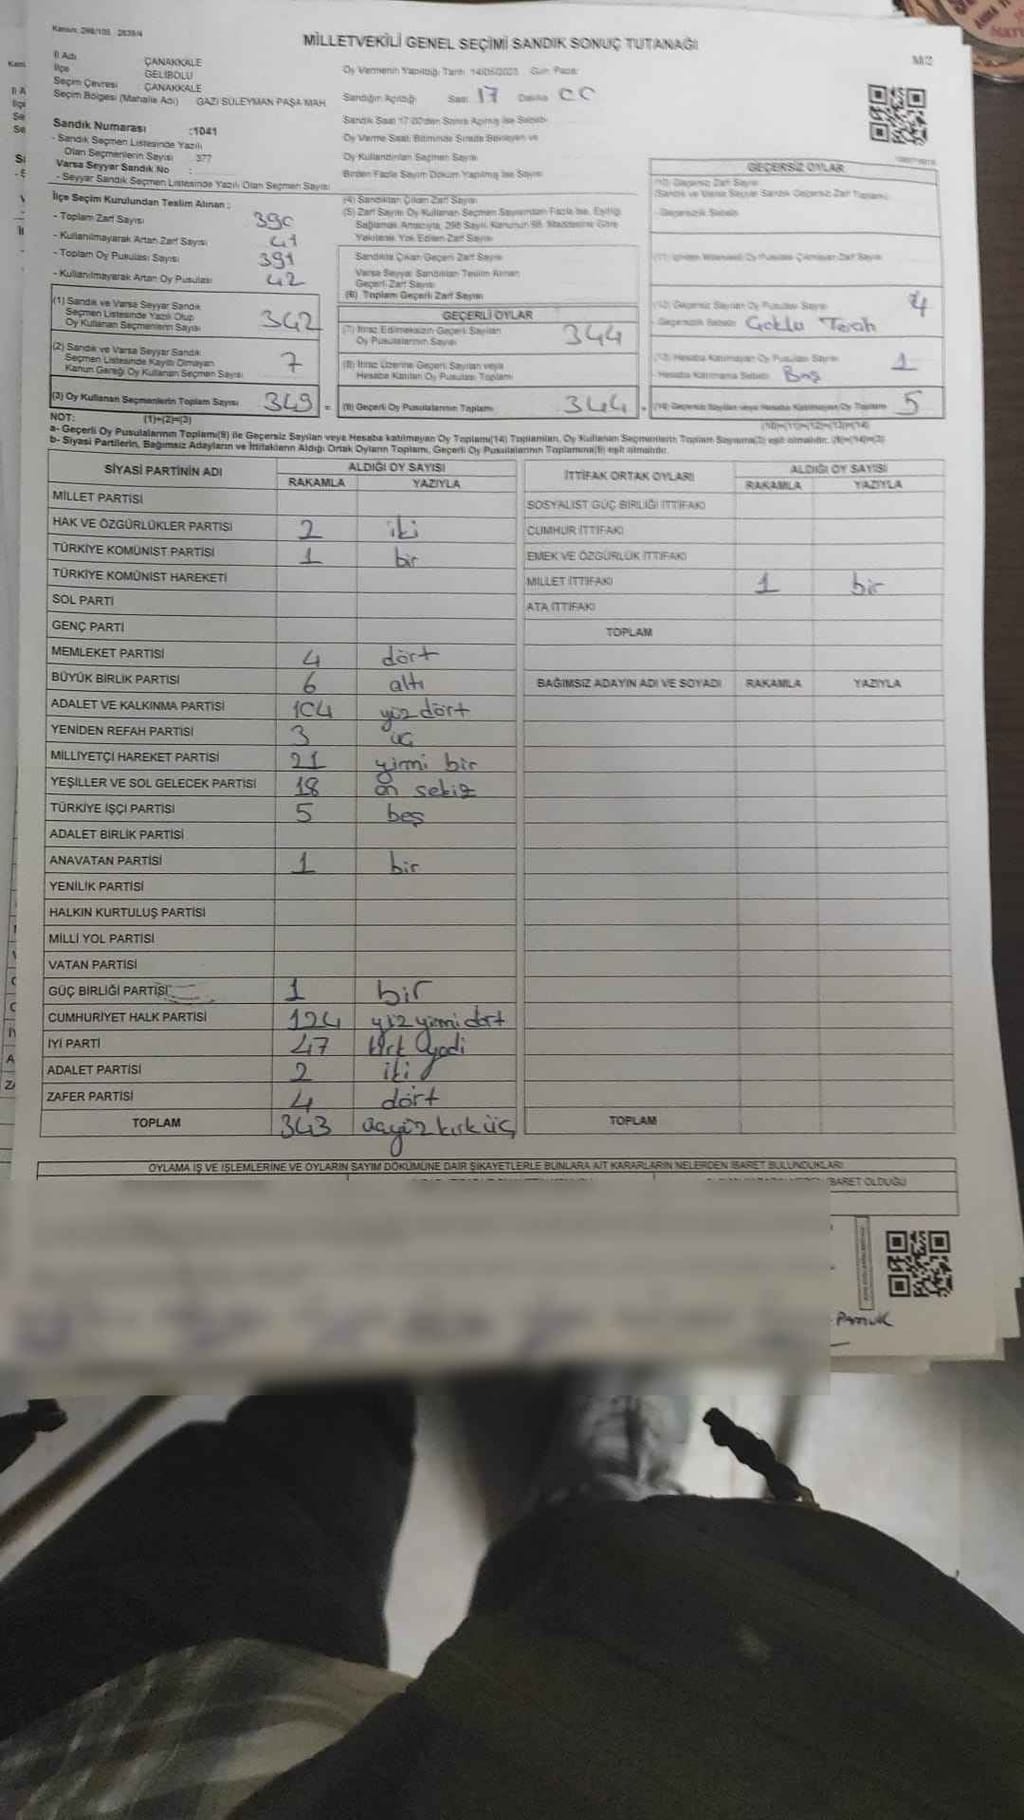 Kanun: 298/105 2839/4
MİLLETVEKİLİ GENEL SEÇİMİ SANDIK SONUÇ TUTANAĞI
M/2
İl Adı ÇANAKKALE
İlçe GELİBOLU
Seçim Çevresi ÇANAKKALE
Seçim Bölgesi (Mahalle Adı) GAZİ SÜLEYMAN PAŞA MAH
Oy Vermenin Yapıldığı Tarih: 14/05/2023 Gün: Pazar
Sandığın Açıldığı Saat 17 Dakika 00
Sandık Saat 17:00'den Sonra Açılmış İse Sebebi
Oy Verme Saati Bitiminde Sırada Bekleyen ve
Oy Kullandırılan Seçmen Sayısı
Birden Fazla Sayım Döküm Yapılmış İse Sayısı
Sandık Numarası :1041
- Sandık Seçmen Listesinde Yazılı
Olan Seçmenlerin Sayısı 377
Varsa Seyyar Sandık No :
- Seyyar Sandık Seçmen Listesinde Yazılı Olan Seçmen Sayısı
İlçe Seçim Kurulundan Teslim Alınan :
- Toplam Zarf Sayısı 390
- Kullanılmayarak Artan Zarf Sayısı 41
- Toplam Oy Pusulası Sayısı 391
- Kullanılmayarak Artan Oy Pusulası 42
(1) Sandık ve Varsa Seyyar Sandık
Seçmen Listesinde Yazılı Olup
Oy Kullanan Seçmenlerin Sayısı 342
(2) Sandık ve Varsa Seyyar Sandık
Seçmen Listesinde Kayıtlı Olmayan
Kanun Gereği Oy Kullanan Seçmen Sayısı 7
(3) Oy Kullanan Seçmenlerin Toplam Sayısı 349 =
(4) Sandıktan Çıkan Zarf Sayısı
(5) Zarf Sayısı Oy Kullanan Seçmen Sayısından Fazla İse, Eşitliği
Sağlamak Amacıyla, 298 Sayılı Kanunun 98. Maddesine Göre
Yakılarak Yok Edilen Zarf Sayısı
Sandıkta Çıkan Geçerli Zarf Sayısı
Varsa Seyyar Sandıktan Teslim Alınan
Geçerli Zarf Sayısı
(6) Toplam Geçerli Zarf Sayısı
GEÇERLİ OYLAR
(7) İtiraz Edilmeksizin Geçerli Sayılan
Oy Pusulalarının Sayısı 344
(8) İtiraz Üzerine Geçerli Sayılan veya
Hesaba Katılan Oy Pusulası Toplamı
(9) Geçerli Oy Pusulalarının Toplamı 344
GEÇERSİZ OYLAR
(10) Geçersiz Zarf Sayısı
(Sandık ve Varsa Seyyar Sandık Geçersiz Zarf Toplamı)
- Geçersizlik Sebebi
(12) Geçersiz Sayılan Oy Pusulası Sayısı 4
- Geçersizlik Sebebi Çoklu Tercih
(13) Hesaba Katılmayan Oy Pusulası Sayısı 1
- Hesaba Katılmama Sebebi Boş
(14) Geçersiz Sayılan veya Hesaba Katılmayan Oy Toplamı 5
NOT: (1)+(2)=(3)
(10)+(11)+(12)+(13)=(14)
a- Geçerli Oy Pusulalarının Toplamı(9) ile Geçersiz Sayılan veya Hesaba katılmayan Oy Toplamı(14) Toplamları, Oy Kullanan Seçmenlerin Toplam Sayısına(3) eşit olmalıdır. (9)+(14)=(3)
b- Siyasi Partilerin, Bağımsız Adayların ve İttifakların Aldığı Ortak Oyların Toplamı, Geçerli Oy Pusulalarının Toplamına(9) eşit olmalıdır.
SİYASİ PARTİNİN ADI ALDIĞI OY SAYISI
RAKAMLA YAZIYLA
MİLLET PARTİSİ
HAK VE ÖZGÜRLÜKLER PARTİSİ 2 iki
TÜRKİYE KOMÜNİST PARTİSİ 1 bir
TÜRKİYE KOMÜNİST HAREKETİ
SOL PARTİ
GENÇ PARTİ
MEMLEKET PARTİSİ 4 dört
BÜYÜK BİRLİK PARTİSİ 6 altı
ADALET VE KALKINMA PARTİSİ 104 yüz dört
YENİDEN REFAH PARTİSİ 3 üç
MİLLİYETÇİ HAREKET PARTİSİ 21 yirmi bir
YEŞİLLER VE SOL GELECEK PARTİSİ 18 on sekiz
TÜRKİYE İŞÇİ PARTİSİ 5 beş
ADALET BİRLİK PARTİSİ
ANAVATAN PARTİSİ 1 bir
YENİLİK PARTİSİ
HALKIN KURTULUŞ PARTİSİ
MİLLİ YOL PARTİSİ
VATAN PARTİSİ
GÜÇ BİRLİĞİ PARTİSİ 1 bir
CUMHURİYET HALK PARTİSİ 124 yüz yirmi dört
İYİ PARTİ 47 kırk yedi
ADALET PARTİSİ 2 iki
ZAFER PARTİSİ 4 dört
TOPLAM 343 üçyüz kırk üç
İTTİFAK ORTAK OYLARI ALDIĞI OY SAYISI
RAKAMLA YAZIYLA
SOSYALİST GÜÇ BİRLİĞİ İTTİFAKI
CUMHUR İTTİFAKI
EMEK VE ÖZGÜRLÜK İTTİFAKI
MİLLET İTTİFAKI 1 bir
ATA İTTİFAKI
TOPLAM
BAĞIMSIZ ADAYIN ADI VE SOYADI RAKAMLA YAZIYLA
TOPLAM
OYLAMA İŞ VE İŞLEMLERİNE VE OYLARIN SAYIM DÖKÜMÜNE DAİR ŞİKAYETLERLE BUNLARA AİT KARARLARIN NELERDEN İBARET BULUNDUKLARI
İBARET OLDUĞU
PAMUK